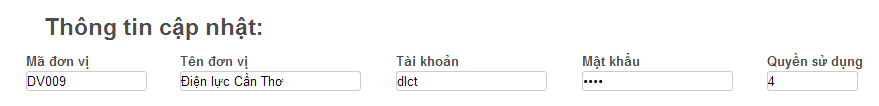 Thông tin cập nhật:
Mã đơn vị Tên đơn vị Tài khoản Mật khẩu Quyền sử dụng
DV009 Điện lực Cần Thơ dlct •••• 4